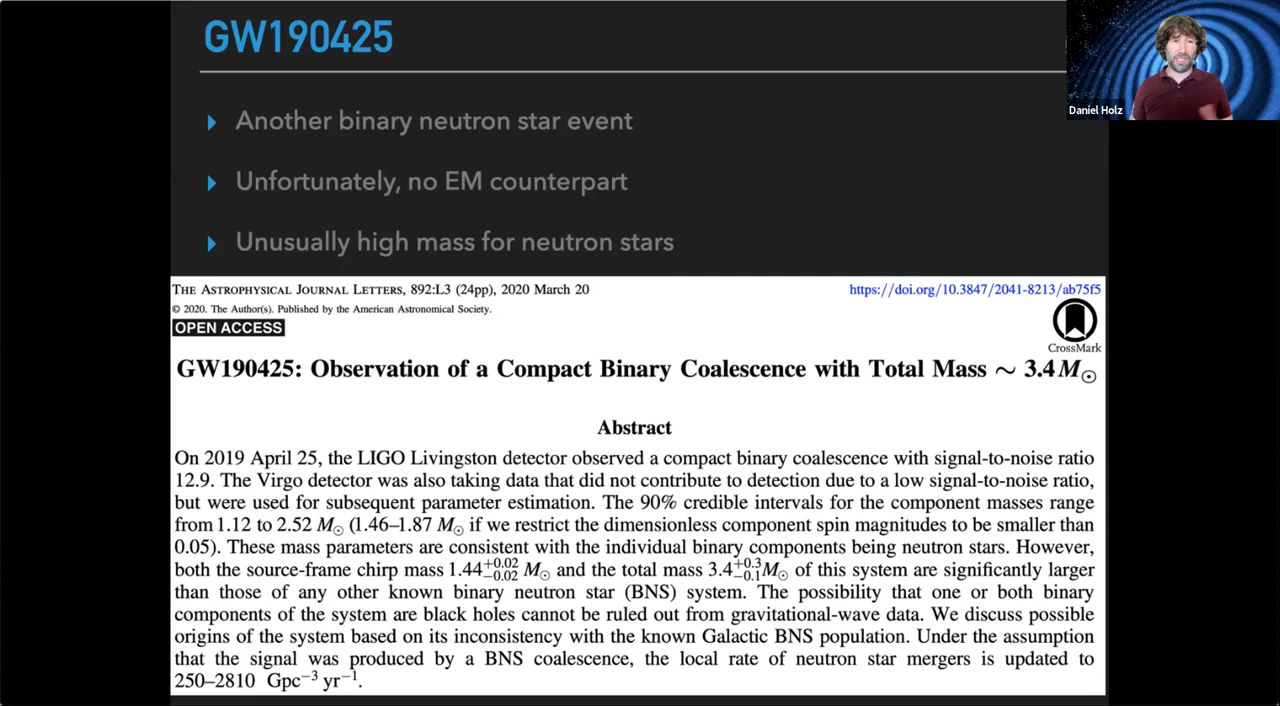 GW190425
Daniel Holz
Another binary neutron star event
Unfortunately, no EM counterpart
Unusually high mass for neutron stars
THE ASTROPHYSICAL JOURNAL LETTERS, 892:L3 (24pp), 2020 March 20
https://doi.org/10.3847/2041-8213/ab75f5
© 2020. The Author(s). Published by the American Astronomical Society.
OPEN ACCESS
CrossMark
GW190425: Observation of a Compact Binary Coalescence with Total Mass ∼ 3.4 M⊙
Abstract
On 2019 April 25, the LIGO Livingston detector observed a compact binary coalescence with signal-to-noise ratio
12.9. The Virgo detector was also taking data that did not contribute to detection due to a low signal-to-noise ratio,
but were used for subsequent parameter estimation. The 90% credible intervals for the component masses range
from 1.12 to 2.52 M⊙ (1.46–1.87 M⊙ if we restrict the dimensionless component spin magnitudes to be smaller than
0.05). These mass parameters are consistent with the individual binary components being neutron stars. However,
both the source-frame chirp mass 1.44+0.02−0.02 M⊙ and the total mass 3.4+0.3−0.1 M⊙ of this system are significantly larger
than those of any other known binary neutron star (BNS) system. The possibility that one or both binary
components of the system are black holes cannot be ruled out from gravitational-wave data. We discuss possible
origins of the system based on its inconsistency with the known Galactic BNS population. Under the assumption
that the signal was produced by a BNS coalescence, the local rate of neutron star mergers is updated to
250–2810 Gpc−3 yr−1.